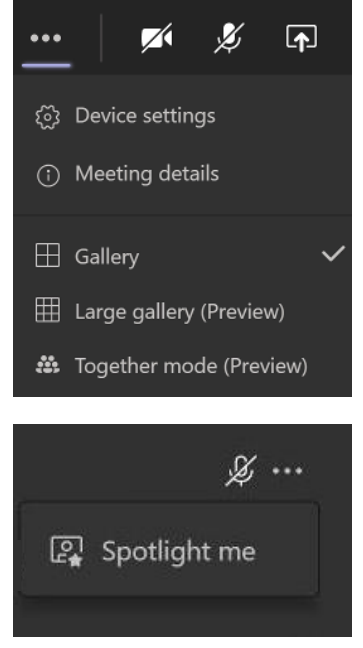 Device settings
Meeting details
Gallery
Large gallery (Preview)
Together mode (Preview)
Spotlight me